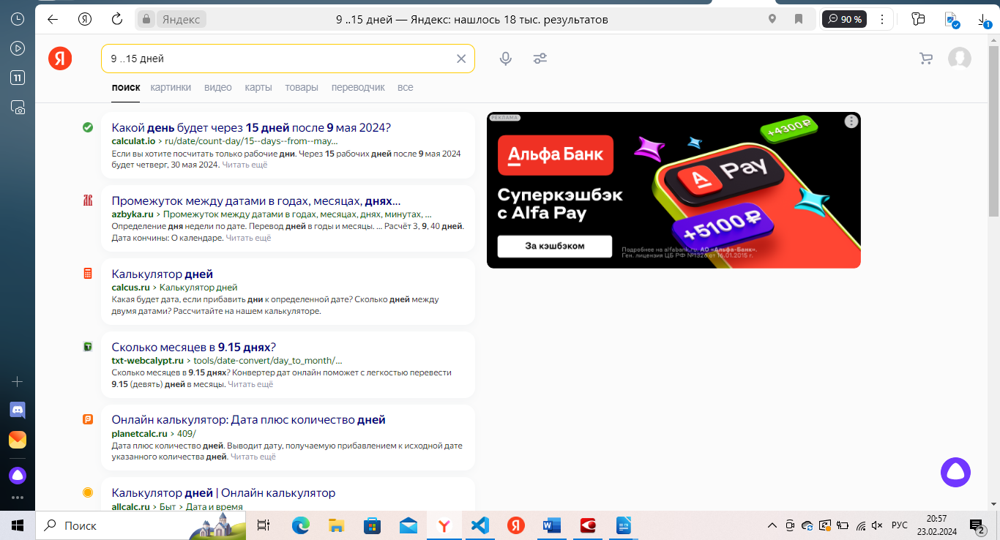 Яндекс
9 ..15 дней — Яндекс: нашлось 18 тыс. результатов
90 %
1
11
Я
9 ..15 дней
поиск картинки видео карты товары переводчик все
Какой день будет через 15 дней после 9 мая 2024?
calculat.io › ru/date/count-day/15--days--from--may...
Если вы хотите посчитать только рабочие дни. Через 15 рабочих дней после 9 мая 2024
будет четверг, 30 мая 2024. Читать ещё
Промежуток между датами в годах, месяцах, днях...
azbyka.ru › Промежуток между датами в годах, месяцах, днях, минутах, ...
Определение дня недели по дате. Перевод дней в годы и месяцы. ... Расчёт 3, 9, 40 дней.
Дата кончины: О календаре. Читать ещё
Калькулятор дней
calcus.ru › Калькулятор дней
Какая будет дата, если прибавить дни к определенной дате? Сколько дней между
двумя датами? Рассчитайте на нашем калькуляторе.
Сколько месяцев в 9.15 днях?
txt-webcalypt.ru › tools/date-convert/day_to_month/...
Сколько месяцев в 9.15 днях? Конвертер дат онлайн поможет с легкостью перевести
9.15 (девять) дней в месяцы. Читать ещё
Онлайн калькулятор: Дата плюс количество дней
planetcalc.ru › 409/
Дата плюс количество дней. Выводит дату, получаемую прибавлением к исходной дате
указанного количества дней. Читать ещё
Калькулятор дней | Онлайн калькулятор
allcalc.ru › Быт › Дата и время
РЕКЛАМА
Альфа Банк
+4300₽
А Pay
Суперкэшбэк
с Alfa Pay
+5100₽
За кэшбэком
Подробнее на alfabank.ru. АО «Альфа-Банк».
Ген. лицензия ЦБ РФ №1326 от 16.01.2015 г.
Поиск
РУС
20:57
23.02.2024
2